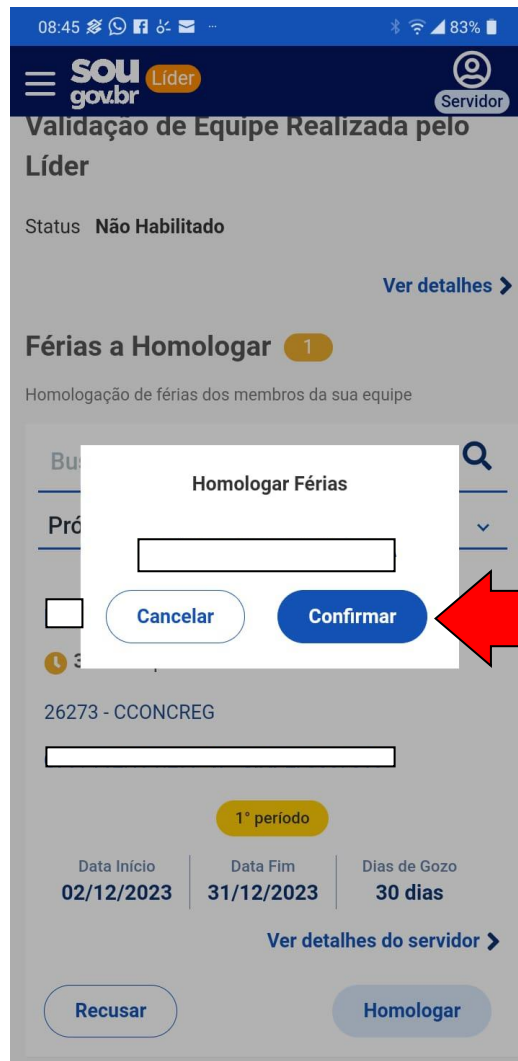 08:45 83%
SOU Líder
gov.br
Servidor
Validação de Equipe Realizada pelo
Líder
Status Não Habilitado
Ver detalhes
Férias a Homologar 1
Homologação de férias dos membros da sua equipe
Homologar Férias
Cancelar Confirmar
26273 - CCONCREG
1° período
Data Início Data Fim Dias de Gozo
02/12/2023 31/12/2023 30 dias
Ver detalhes do servidor
Recusar Homologar